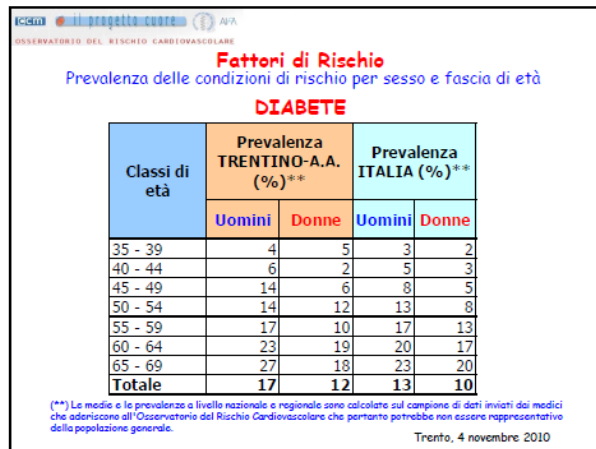 ccm il progetto cuore
OSSERVATORIO DEL RISCHIO CARDIOVASCOLARE
Fattori di Rischio
Prevalenza delle condizioni di rischio per sesso e fascia di età
DIABETE
Classi di età Prevalenza TRENTINO-A.A. (%)** Prevalenza ITALIA (%)**
Uomini Donne Uomini Donne
35 - 39 4 5 3 2
40 - 44 6 2 5 3
45 - 49 14 6 8 5
50 - 54 14 12 13 8
55 - 59 17 10 17 13
60 - 64 23 19 20 17
65 - 69 27 18 23 20
Totale 17 12 13 10
(**) Le medie e le prevalenze a livello nazionale e regionale sono calcolate sul campione di dati inviati dai medici
che aderiscono all'Osservatorio del Rischio Cardiovascolare che pertanto potrebbe non essere rappresentativo
della popolazione generale.
Trento, 4 novembre 2010